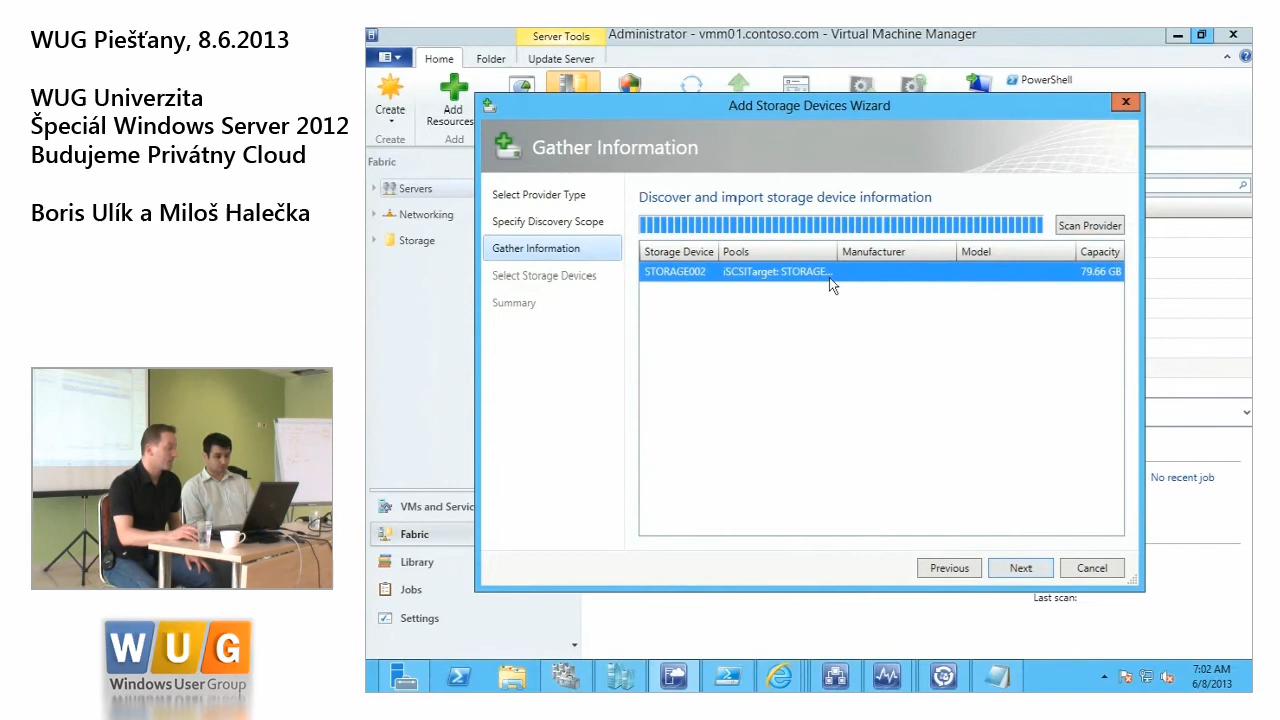 WUG Piešťany, 8.6.2013
WUG Univerzita
Špeciál Windows Server 2012
Budujeme Privátny Cloud
Boris Ulík a Miloš Halečka
WUG
Windows User Group
Server Tools
Administrator - vmm01.contoso.com - Virtual Machine Manager
Home
Folder
Update Server
Create
Add Resources
PowerShell
Create
Add
Fabric
Servers
Networking
Storage
VMs and Servic
Fabric
Library
Jobs
Settings
Add Storage Devices Wizard
Gather Information
Select Provider Type
Specify Discovery Scope
Gather Information
Select Storage Devices
Summary
Discover and import storage device information
Scan Provider
Storage Device Pools Manufacturer Model Capacity
STORAGE002 iSCSITarget: STORAGE... 79.66 GB
Previous
Next
Cancel
No recent job
Last scan:
7:02 AM
6/8/2013